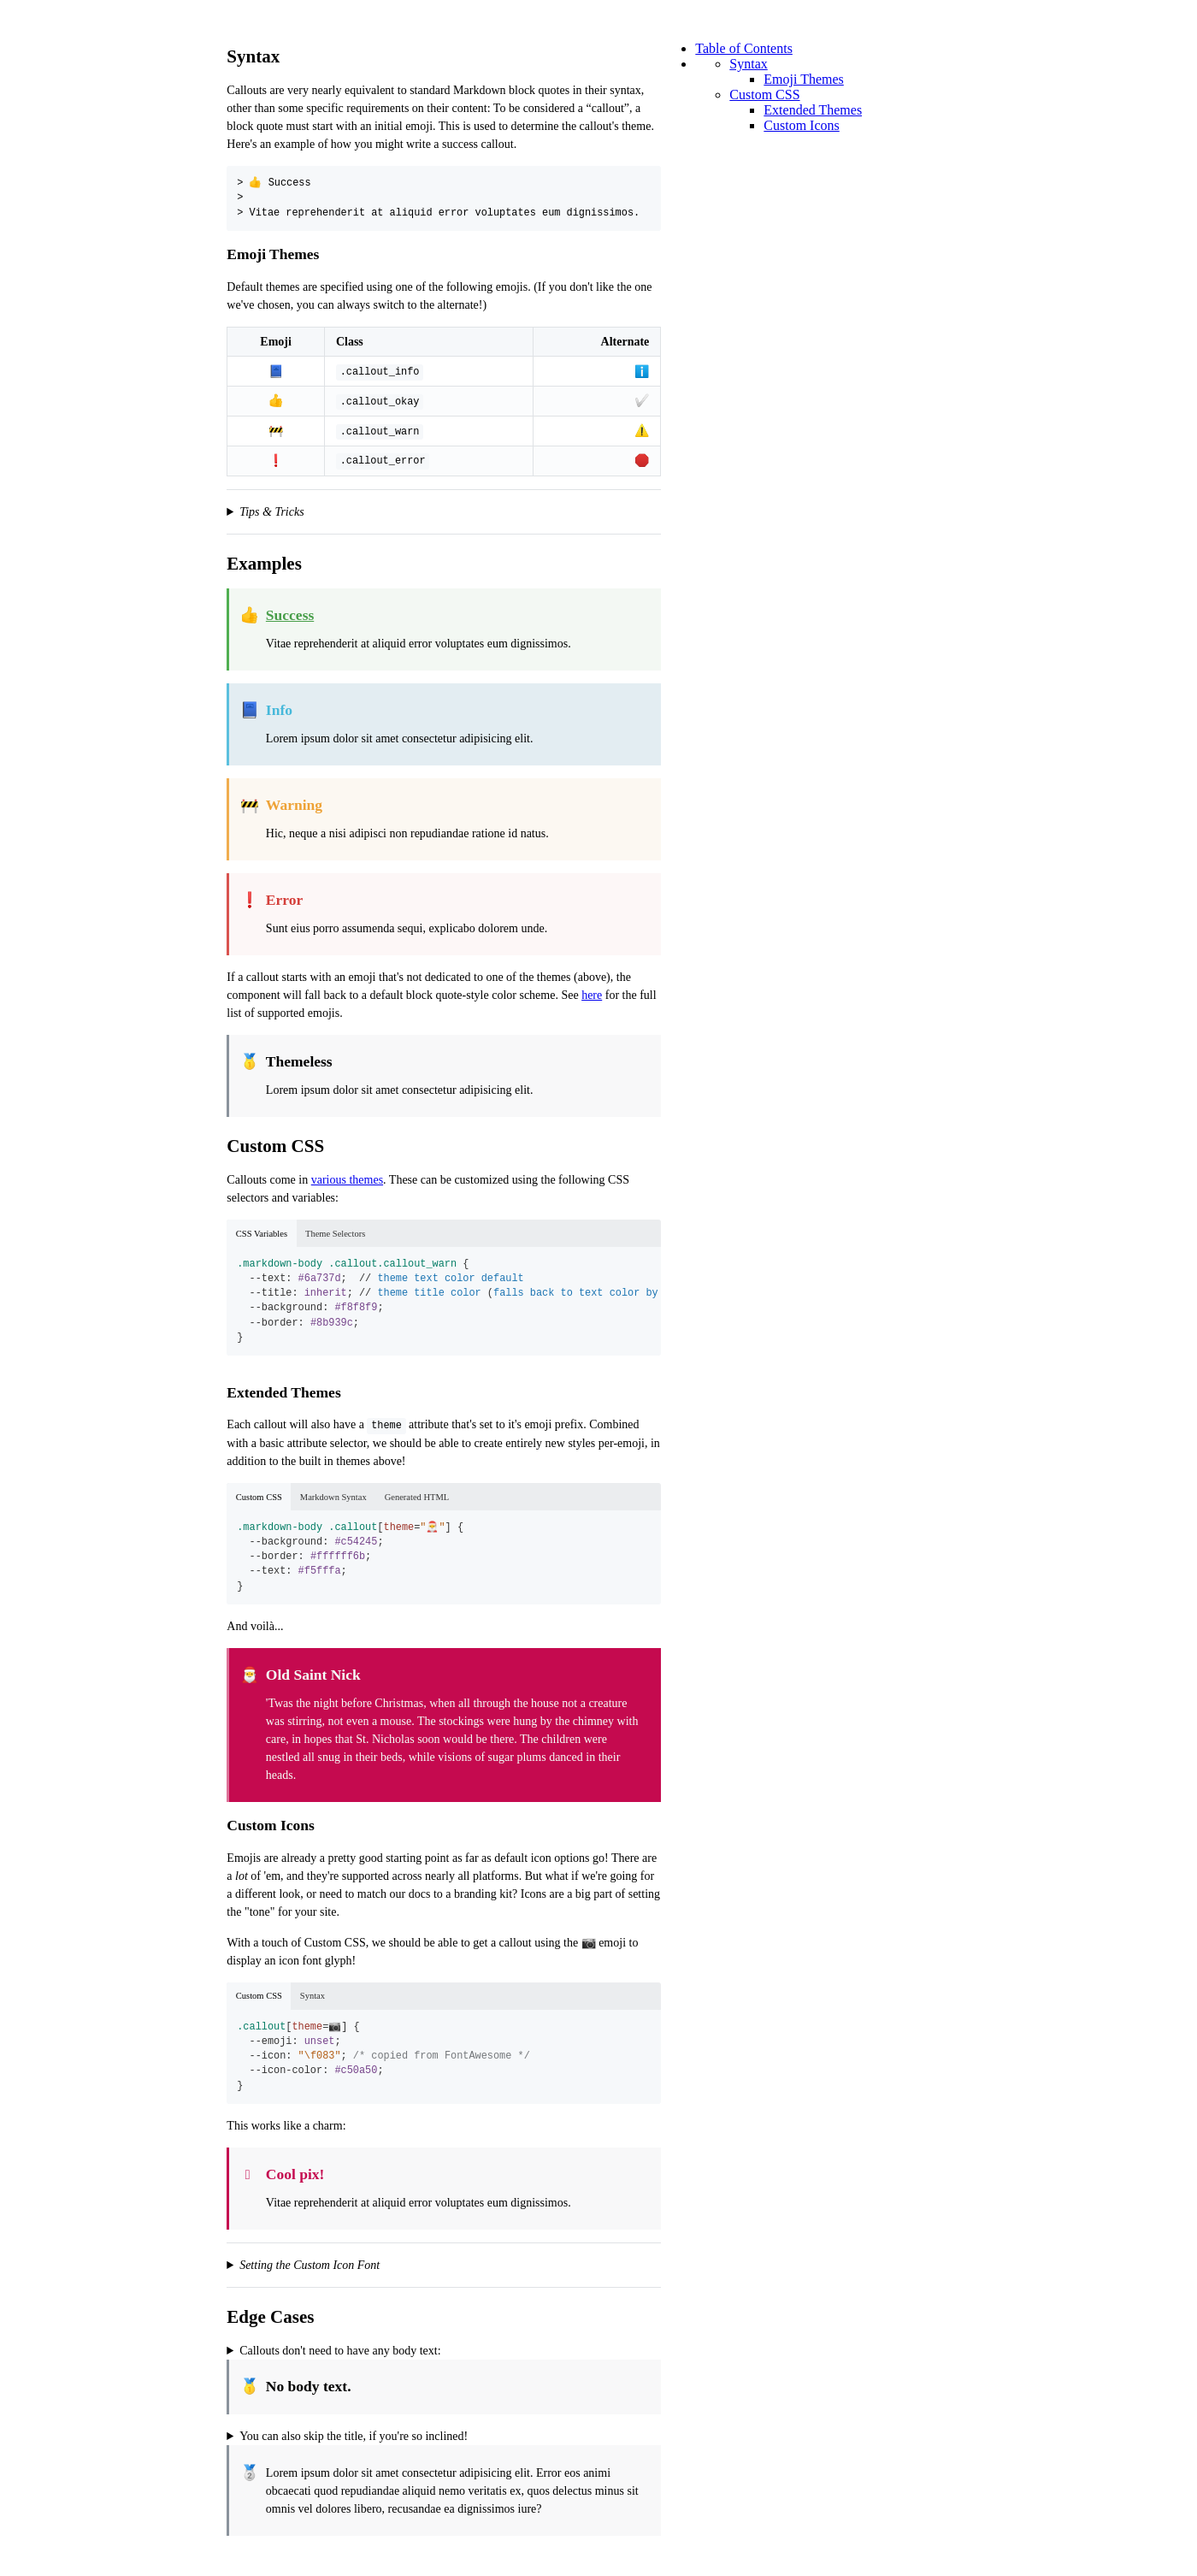 Syntax
Callouts are very nearly equivalent to standard Markdown block quotes in their syntax,
other than some specific requirements on their content: To be considered a “callout”, a
block quote must start with an initial emoji. This is used to determine the callout's theme.
Here's an example of how you might write a success callout.
> 👍 Success
>
> Vitae reprehenderit at aliquid error voluptates eum dignissimos.
Emoji Themes
Default themes are specified using one of the following emojis. (If you don't like the one
we've chosen, you can always switch to the alternate!)
Emoji Class Alternate
📘 .callout_info ℹ️
👍 .callout_okay ✔️
🚧 .callout_warn ⚠️
❗ .callout_error 🛑
Tips & Tricks
Examples
👍 Success
Vitae reprehenderit at aliquid error voluptates eum dignissimos.
📘 Info
Lorem ipsum dolor sit amet consectetur adipisicing elit.
🚧 Warning
Hic, neque a nisi adipisci non repudiandae ratione id natus.
❗ Error
Sunt eius porro assumenda sequi, explicabo dolorem unde.
If a callout starts with an emoji that's not dedicated to one of the themes (above), the
component will fall back to a default block quote-style color scheme. See here for the full
list of supported emojis.
🥇 Themeless
Lorem ipsum dolor sit amet consectetur adipisicing elit.
Custom CSS
Callouts come in various themes. These can be customized using the following CSS
selectors and variables:
CSS Variables Theme Selectors
.markdown-body .callout.callout_warn {
--text: #6a737d; // theme text color default
--title: inherit; // theme title color (falls back to text color by
--background: #f8f8f9;
--border: #8b939c;
}
Extended Themes
Each callout will also have a theme attribute that's set to it's emoji prefix. Combined
with a basic attribute selector, we should be able to create entirely new styles per-emoji, in
addition to the built in themes above!
Custom CSS Markdown Syntax Generated HTML
.markdown-body .callout[theme="🎅"] {
--background: #c54245;
--border: #ffffff6b;
--text: #f5fffa;
}
And voilà...
🎅 Old Saint Nick
'Twas the night before Christmas, when all through the house not a creature
was stirring, not even a mouse. The stockings were hung by the chimney with
care, in hopes that St. Nicholas soon would be there. The children were
nestled all snug in their beds, while visions of sugar plums danced in their
heads.
Custom Icons
Emojis are already a pretty good starting point as far as default icon options go! There are
a lot of 'em, and they're supported across nearly all platforms. But what if we're going for
a different look, or need to match our docs to a branding kit? Icons are a big part of setting
the "tone" for your site.
With a touch of Custom CSS, we should be able to get a callout using the 📷 emoji to
display an icon font glyph!
Custom CSS Syntax
.callout[theme=📷] {
--emoji: unset;
--icon: "\f083"; /* copied from FontAwesome */
--icon-color: #c50a50;
}
This works like a charm:
Cool pix!
Vitae reprehenderit at aliquid error voluptates eum dignissimos.
Setting the Custom Icon Font
Edge Cases
Callouts don't need to have any body text:
🥇 No body text.
You can also skip the title, if you're so inclined!
🥈 Lorem ipsum dolor sit amet consectetur adipisicing elit. Error eos animi
obcaecati quod repudiandae aliquid nemo veritatis ex, quos delectus minus sit
omnis vel dolores libero, recusandae ea dignissimos iure?
Table of Contents
Syntax
Emoji Themes
Custom CSS
Extended Themes
Custom Icons